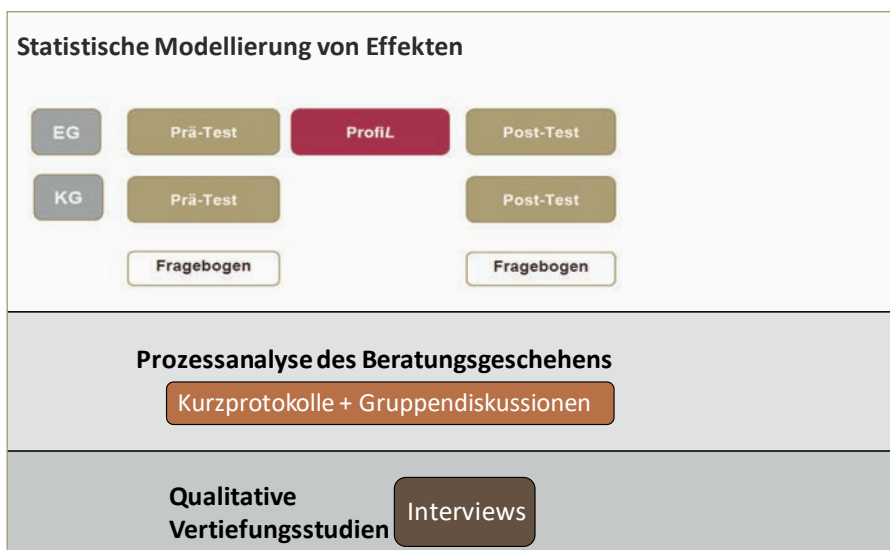 Statistische Modellierung von Effekten
EG Prä-Test ProfiL Post-Test
KG Prä-Test Post-Test
Fragebogen Fragebogen
Prozessanalyse des Beratungsgeschehens
Kurzprotokolle + Gruppendiskussionen
Qualitative
Vertiefungsstudien
Interviews